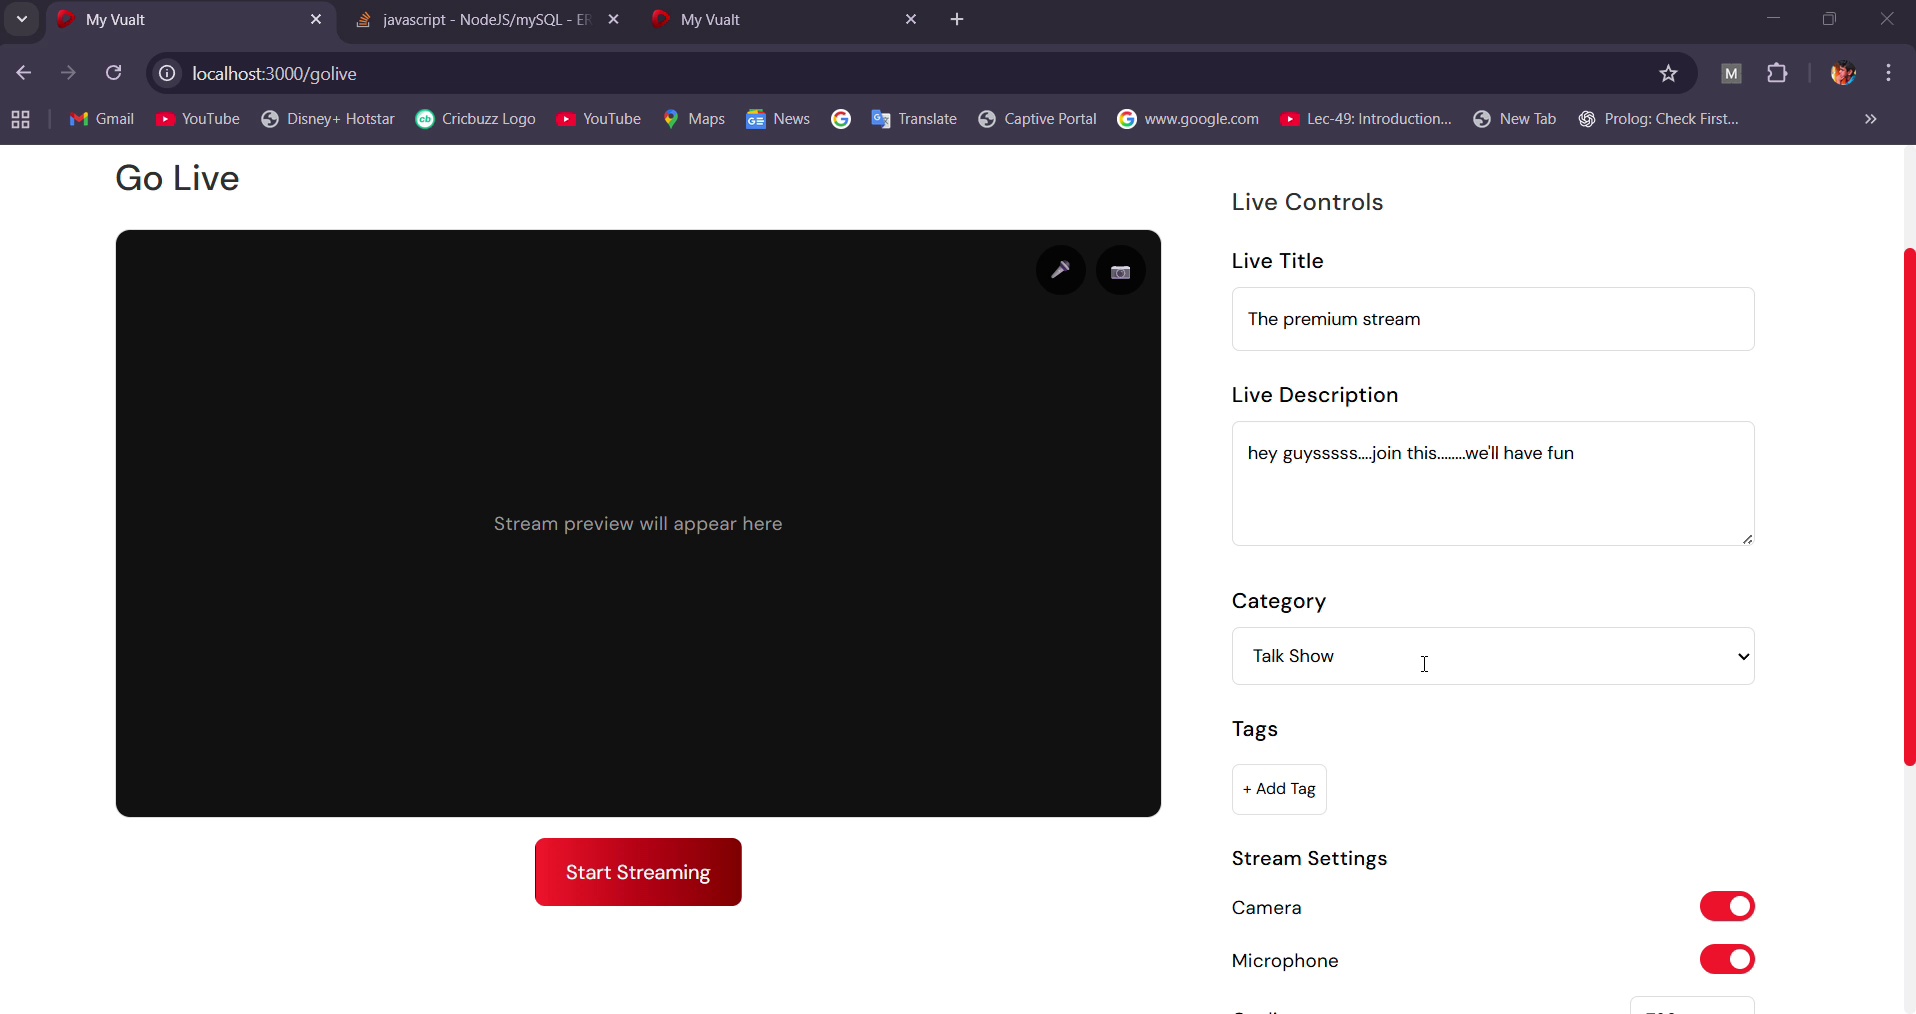 My Vualt
javascript - NodeJS/mySQL - ER
My Vualt
localhost:3000/golive
M
Gmail
YouTube
Disney+ Hotstar
cb
Cricbuzz Logo
YouTube
Maps
News
Translate
Captive Portal
www.google.com
Lec-49: Introduction...
New Tab
Prolog: Check First...
Go Live
Stream preview will appear here
Start Streaming
Live Controls
Live Title
The premium stream
Live Description
hey guysssss....join this........we'll have fun
Category
Talk Show
Tags
+ Add Tag
Stream Settings
Camera
Microphone